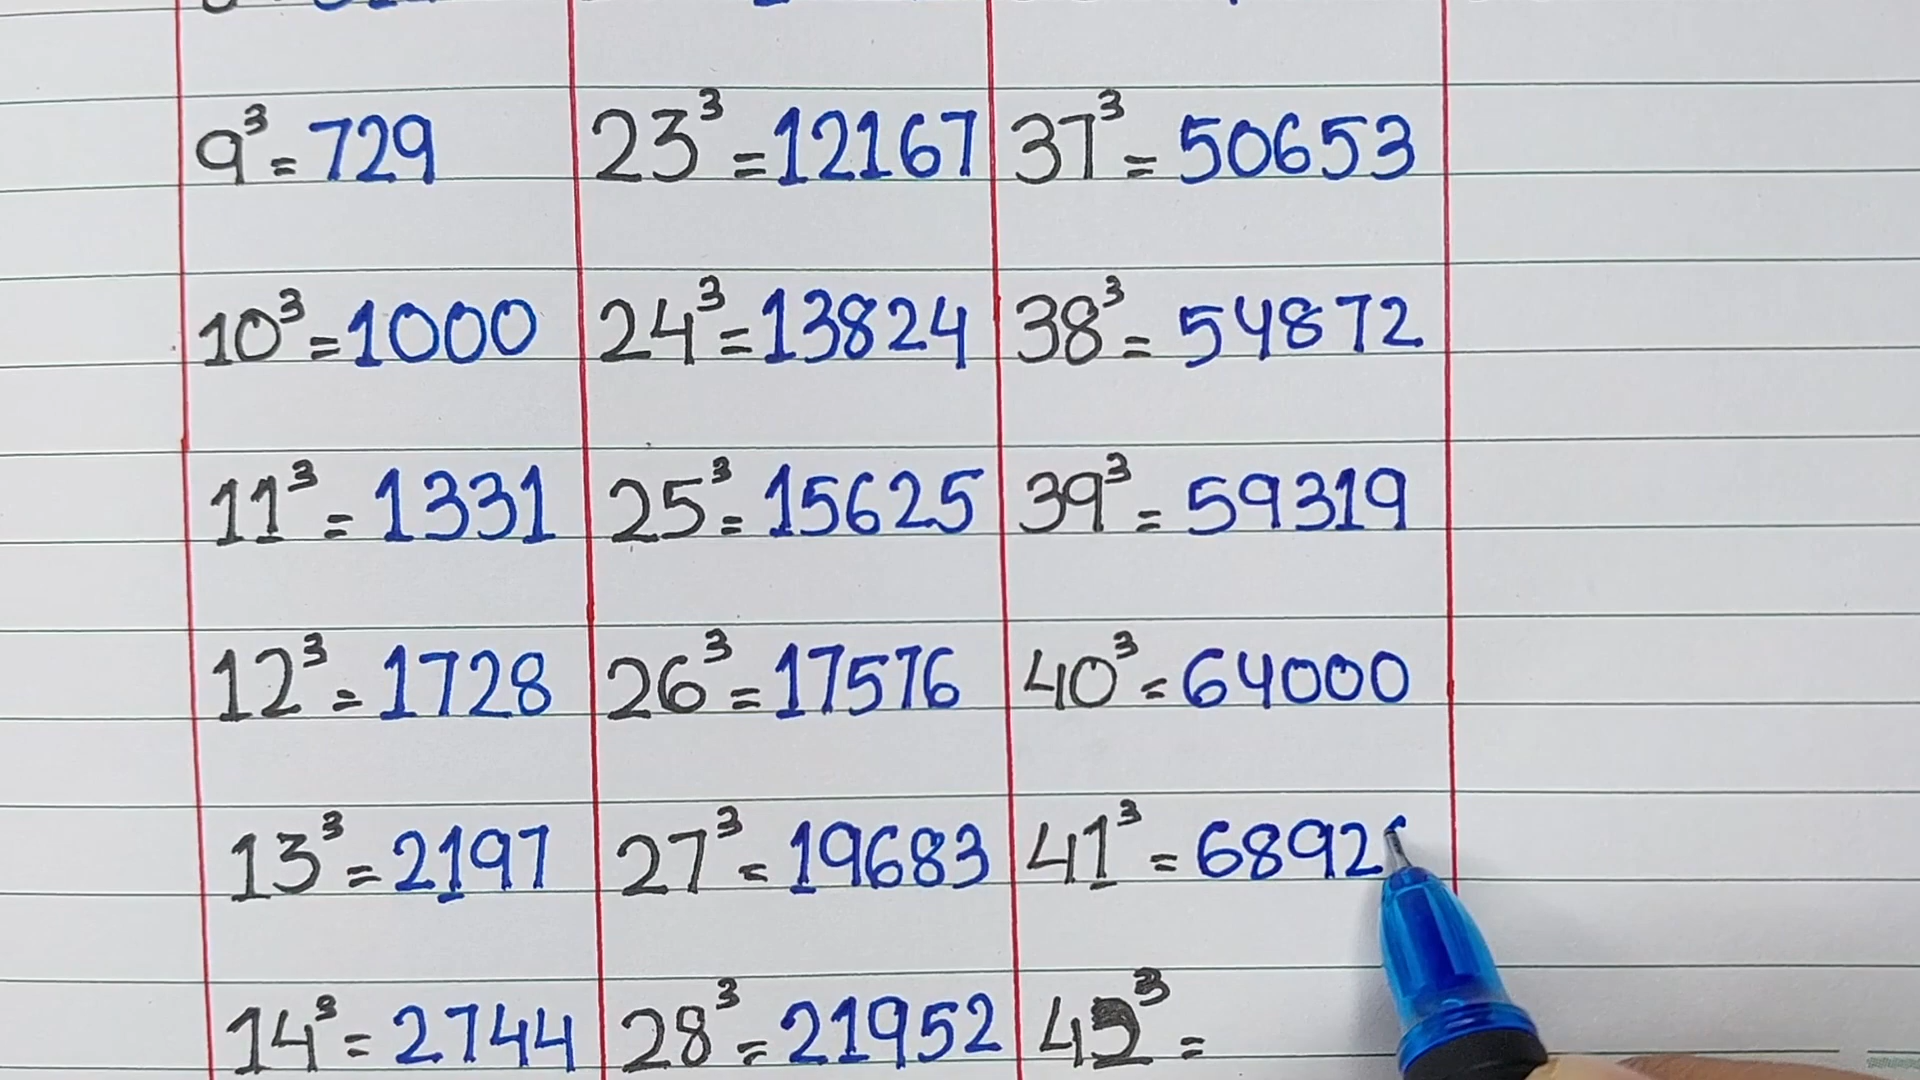 9³ = 729 23³ = 12167 37³ = 50653
10³ = 1000 24³ = 13824 38³ = 54872
11³ = 1331 25³ = 15625 39³ = 59319
12³ = 1728 26³ = 17576 40³ = 64000
13³ = 2197 27³ = 19683 41³ = 6892
14³ = 2744 28³ = 21952 42³ =